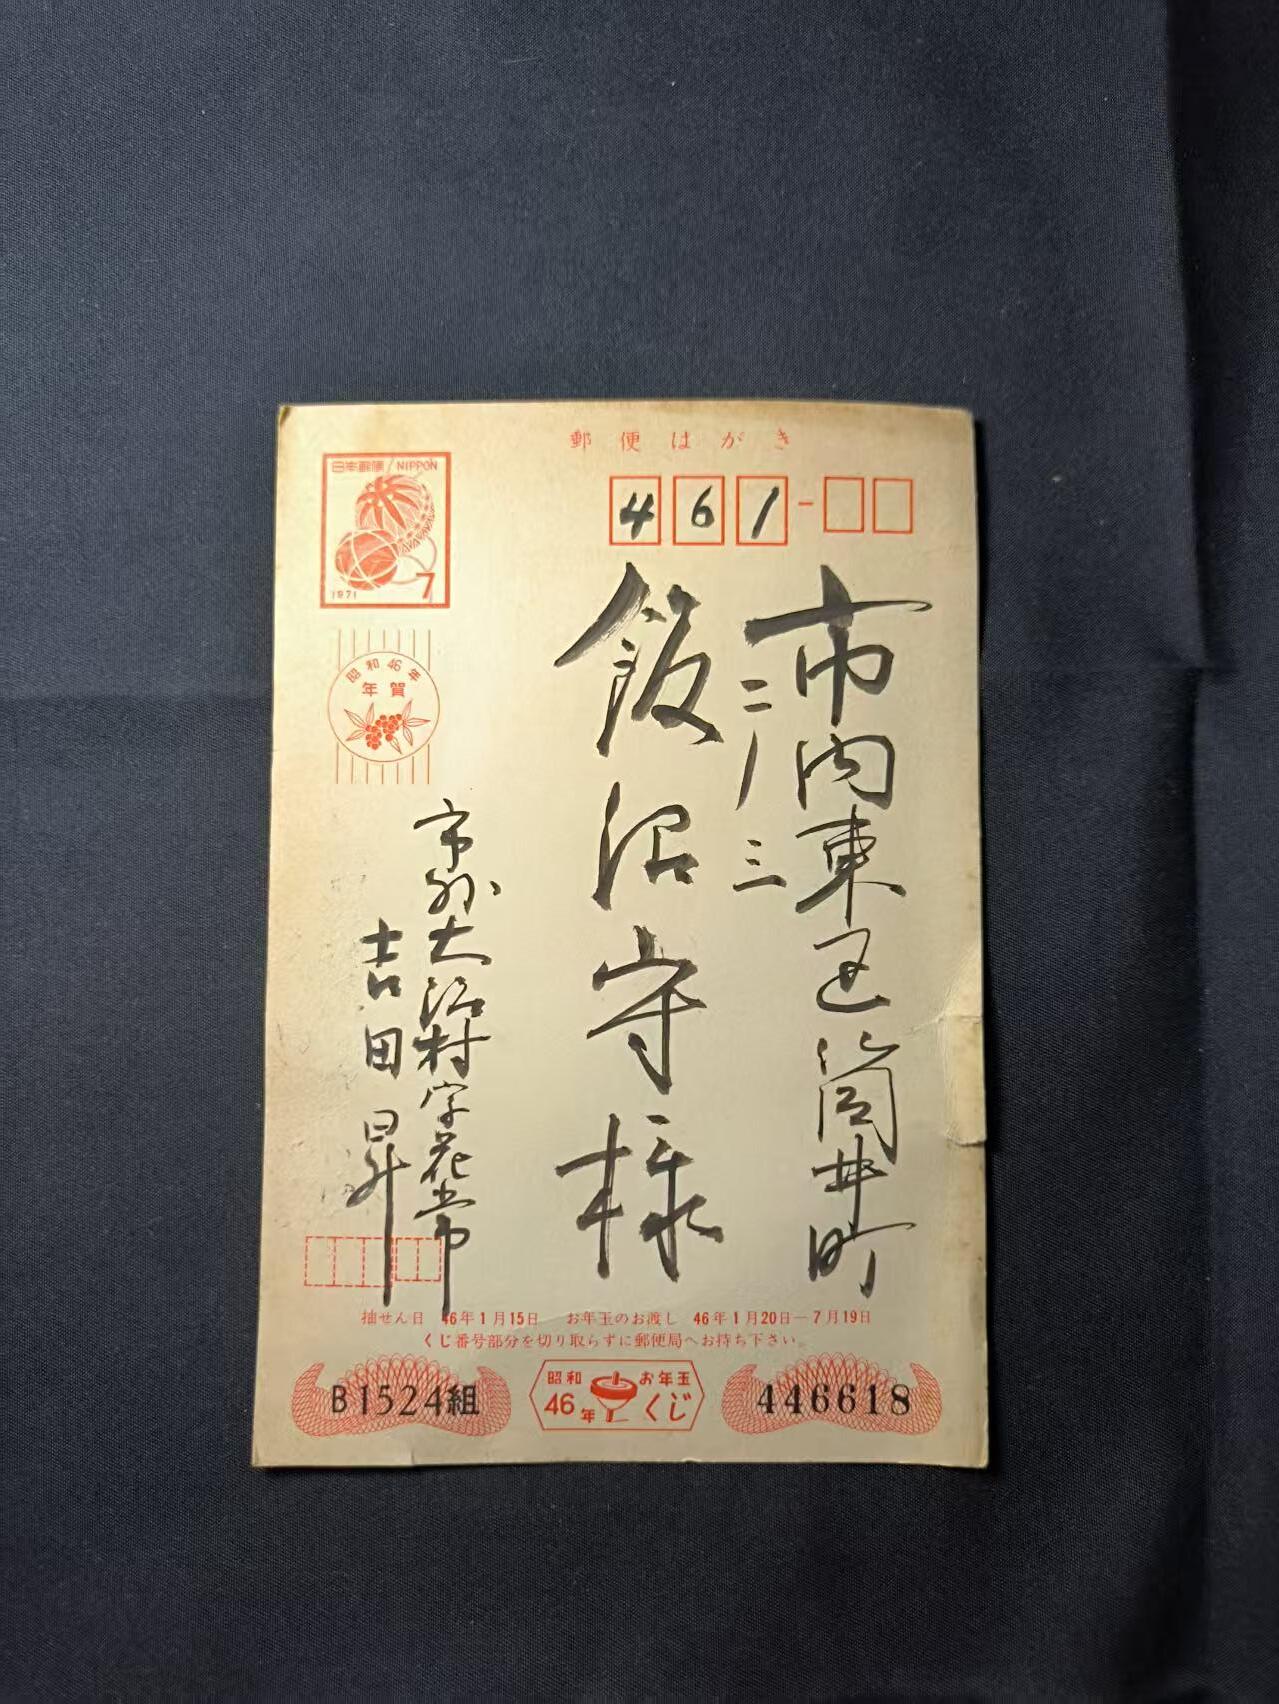 郵便はがき
日本郵便 NIPPON
1971
7
461-
昭和46年
年賀
市内東区筒井町
二ノ三
飯沼守様
市外大治村字花常
吉田昇
抽せん日 46年1月15日 お年玉のお渡し 46年1月20日—7月19日
くじ番号部分を切り取らずに郵便局へお持ち下さい。
B1524組
昭和46年
お年玉くじ
446618